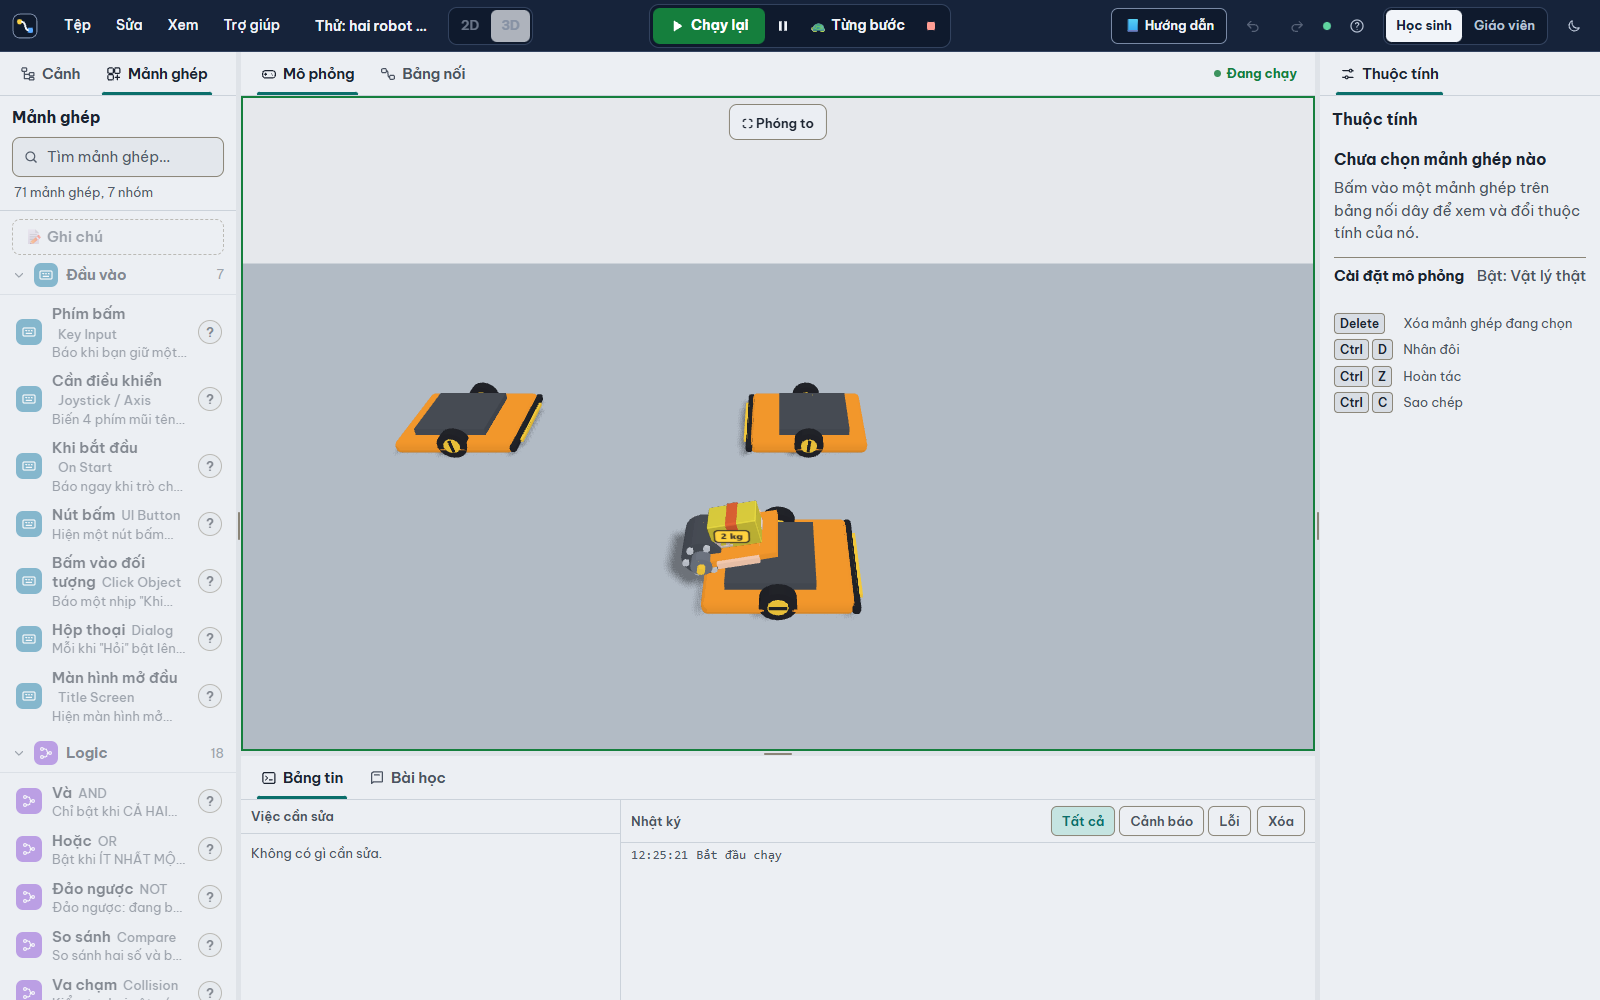 Tệp
Sửa
Xem
Trợ giúp
Thử: hai robot ...
2D
3D
Chạy lại
Từng bước
Hướng dẫn
Học sinh
Giáo viên
Cảnh
Mảnh ghép
Mảnh ghép
Tìm mảnh ghép...
71 mảnh ghép, 7 nhóm
Ghi chú
Đầu vào
7
Phím bấm
Key Input
Báo khi bạn giữ một...
?
Cần điều khiển
Joystick / Axis
Biến 4 phím mũi tên...
?
Khi bắt đầu
On Start
Báo ngay khi trò ch...
?
Nút bấm UI Button
Hiện một nút bấm...
?
Bấm vào đối
tượng Click Object
Báo một nhịp "Khi...
?
Hộp thoại Dialog
Mỗi khi "Hỏi" bật lên...
?
Màn hình mở đầu
Title Screen
Hiện màn hình mở...
?
Logic
18
Và AND
Chỉ bật khi CẢ HAI...
?
Hoặc OR
Bật khi ÍT NHẤT MỘ...
?
Đảo ngược NOT
Đảo ngược: đang b...
?
So sánh Compare
So sánh hai số và b...
?
Va chạm Collision
?
Mô phỏng
Bảng nối
Đang chạy
Phóng to
2 kg
Bảng tin
Bài học
Việc cần sửa
Không có gì cần sửa.
Nhật ký
Tất cả
Cảnh báo
Lỗi
Xóa
12:25:21 Bắt đầu chạy
Thuộc tính
Thuộc tính
Chưa chọn mảnh ghép nào
Bấm vào một mảnh ghép trên
bảng nối dây để xem và đổi thuộc
tính của nó.
Cài đặt mô phỏng
Bật: Vật lý thật
Delete Xóa mảnh ghép đang chọn
Ctrl D Nhân đôi
Ctrl Z Hoàn tác
Ctrl C Sao chép